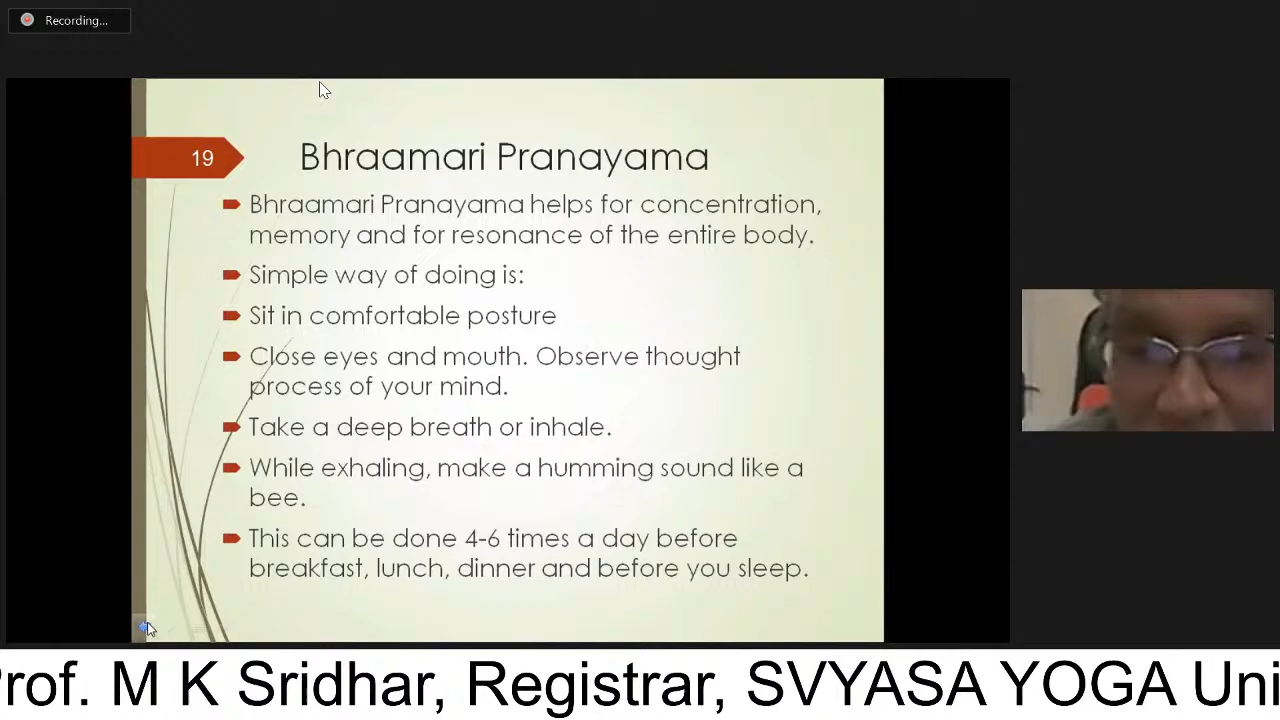 Recording...
19
Bhraamari Pranayama
Bhraamari Pranayama helps for concentration,
memory and for resonance of the entire body.
Simple way of doing is:
Sit in comfortable posture
Close eyes and mouth. Observe thought
process of your mind.
Take a deep breath or inhale.
While exhaling, make a humming sound like a
bee.
This can be done 4-6 times a day before
breakfast, lunch, dinner and before you sleep.
rof. M K Sridhar, Registrar, SVYASA YOGA Uni